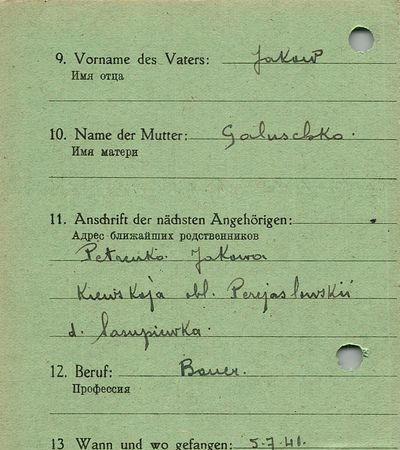 9. Vorname des Vaters: Jakow
Имя отца
10. Name der Mutter: Galuschko.
Имя матери
11. Anschrift der nächsten Angehörigen:
Адрес ближайших родственников
Petrenko Jakowa
Kiewskaja obl. Perejaslowskii
d.
12. Beruf: Bauer.
Профессия
13 Wann und wo gefangen: 5.7.41.